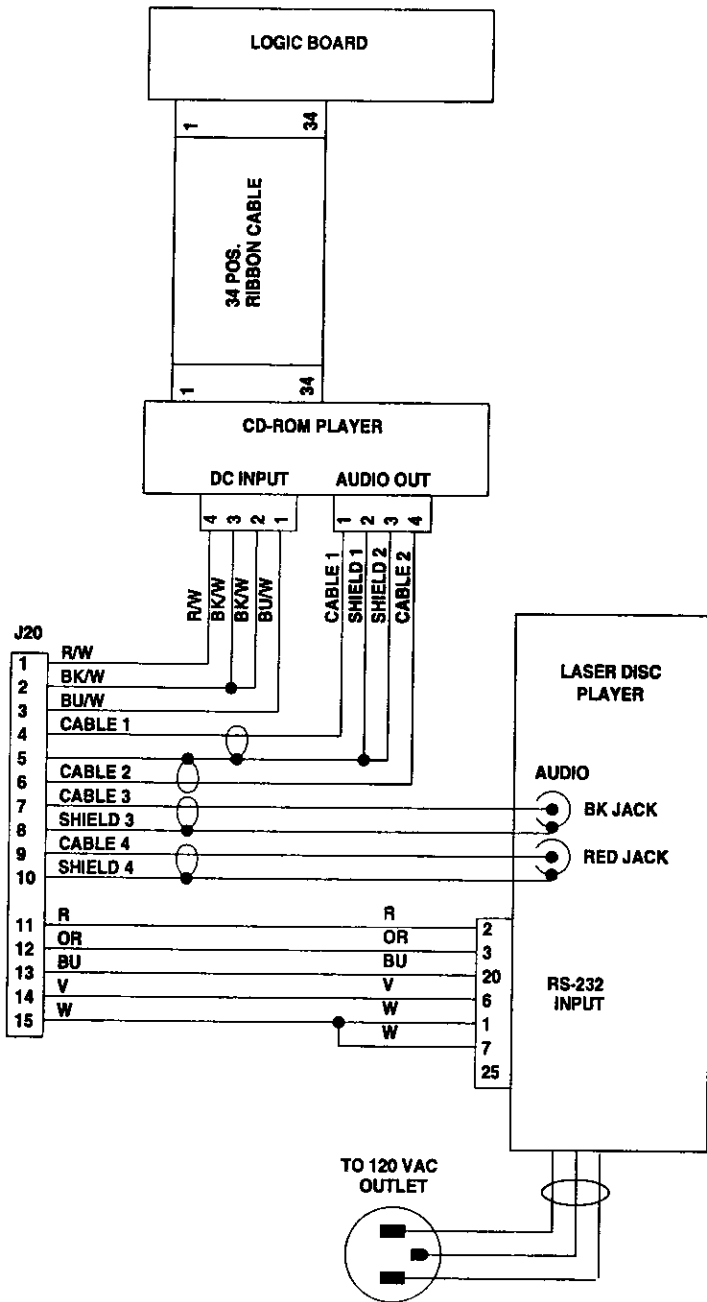 LOGIC BOARD
1 34
34 POS.
RIBBON CABLE
1 34
CD-ROM PLAYER
DC INPUT AUDIO OUT
4 3 2 1 1 2 3 4
R/W BK/W BK/W BU/W CABLE 1 SHIELD 1 SHIELD 2 CABLE 2
J20
1 R/W
2 BK/W
3 BU/W
4 CABLE 1
5
6 CABLE 2
7 CABLE 3
8 SHIELD 3
9 CABLE 4
10 SHIELD 4
11 R R 2
12 OR OR 3
13 BU BU 20
14 V V 6
15 W W 1
W 7
25
LASER DISC
PLAYER
AUDIO
BK JACK
RED JACK
RS-232
INPUT
TO 120 VAC
OUTLET